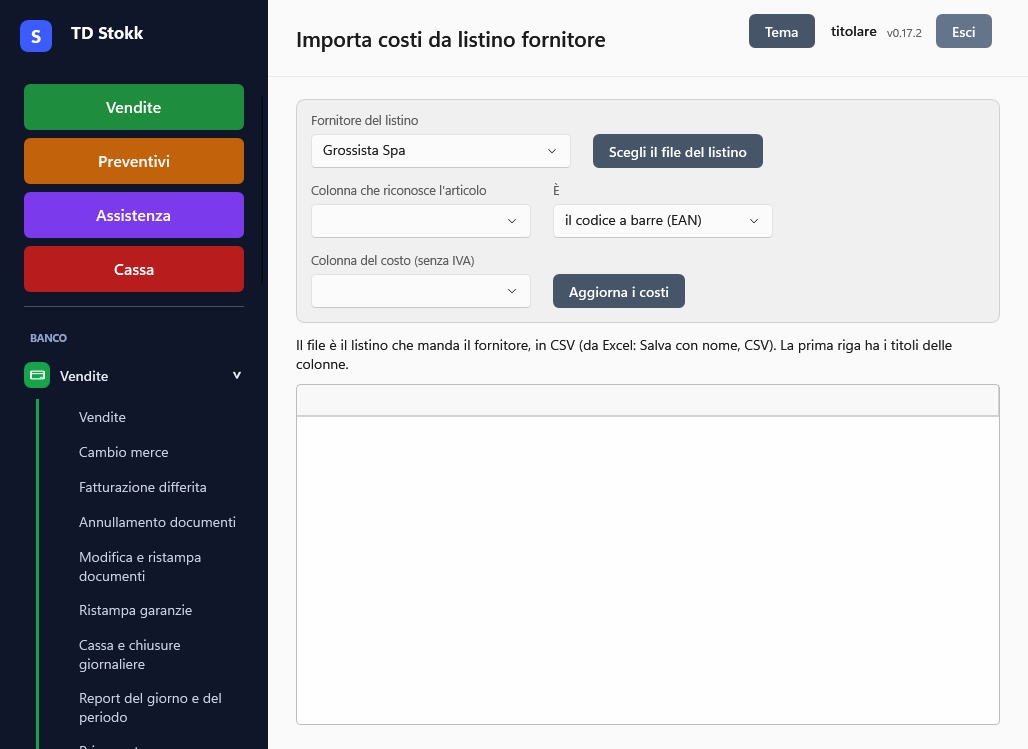 S
TD Stokk
Vendite
Preventivi
Assistenza
Cassa
BANCO
Vendite
Vendite
Cambio merce
Fatturazione differita
Annullamento documenti
Modifica e ristampa
documenti
Ristampa garanzie
Cassa e chiusure
giornaliere
Report del giorno e del
periodo
Importa costi da listino fornitore
Tema
titolare
v0.17.2
Esci
Fornitore del listino
Grossista Spa
Scegli il file del listino
Colonna che riconosce l'articolo
È
il codice a barre (EAN)
Colonna del costo (senza IVA)
Aggiorna i costi
Il file è il listino che manda il fornitore, in CSV (da Excel: Salva con nome, CSV). La prima riga ha i titoli delle
colonne.